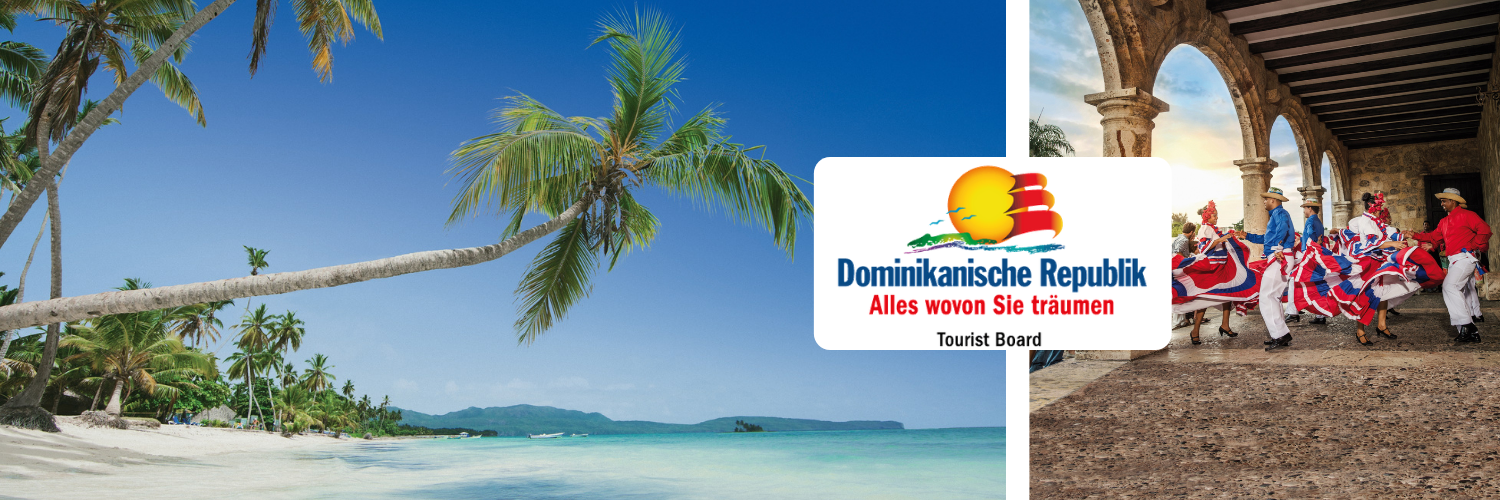 Dominikanische Republik
Alles wovon Sie träumen
Tourist Board